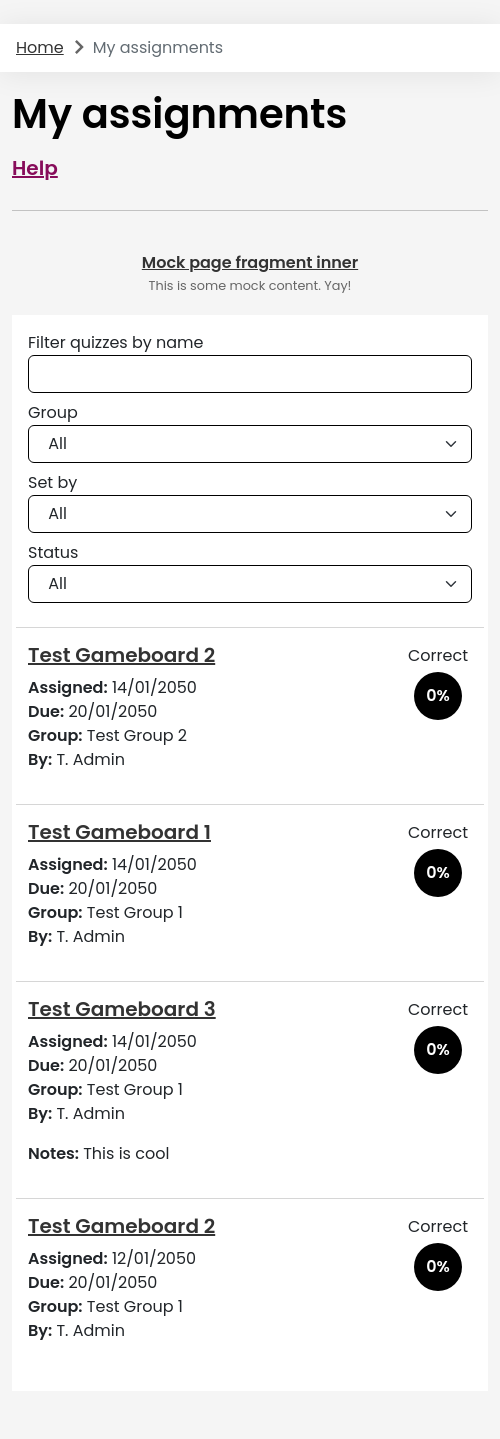 Home > My assignments
My assignments
Help
Mock page fragment inner
This is some mock content. Yay!
Filter quizzes by name
Group
All
Set by
All
Status
All
Test Gameboard 2
Correct
Assigned: 14/01/2050
0%
Due: 20/01/2050
Group: Test Group 2
By: T. Admin
Test Gameboard 1
Correct
Assigned: 14/01/2050
0%
Due: 20/01/2050
Group: Test Group 1
By: T. Admin
Test Gameboard 3
Correct
Assigned: 14/01/2050
0%
Due: 20/01/2050
Group: Test Group 1
By: T. Admin
Notes: This is cool
Test Gameboard 2
Correct
Assigned: 12/01/2050
0%
Due: 20/01/2050
Group: Test Group 1
By: T. Admin